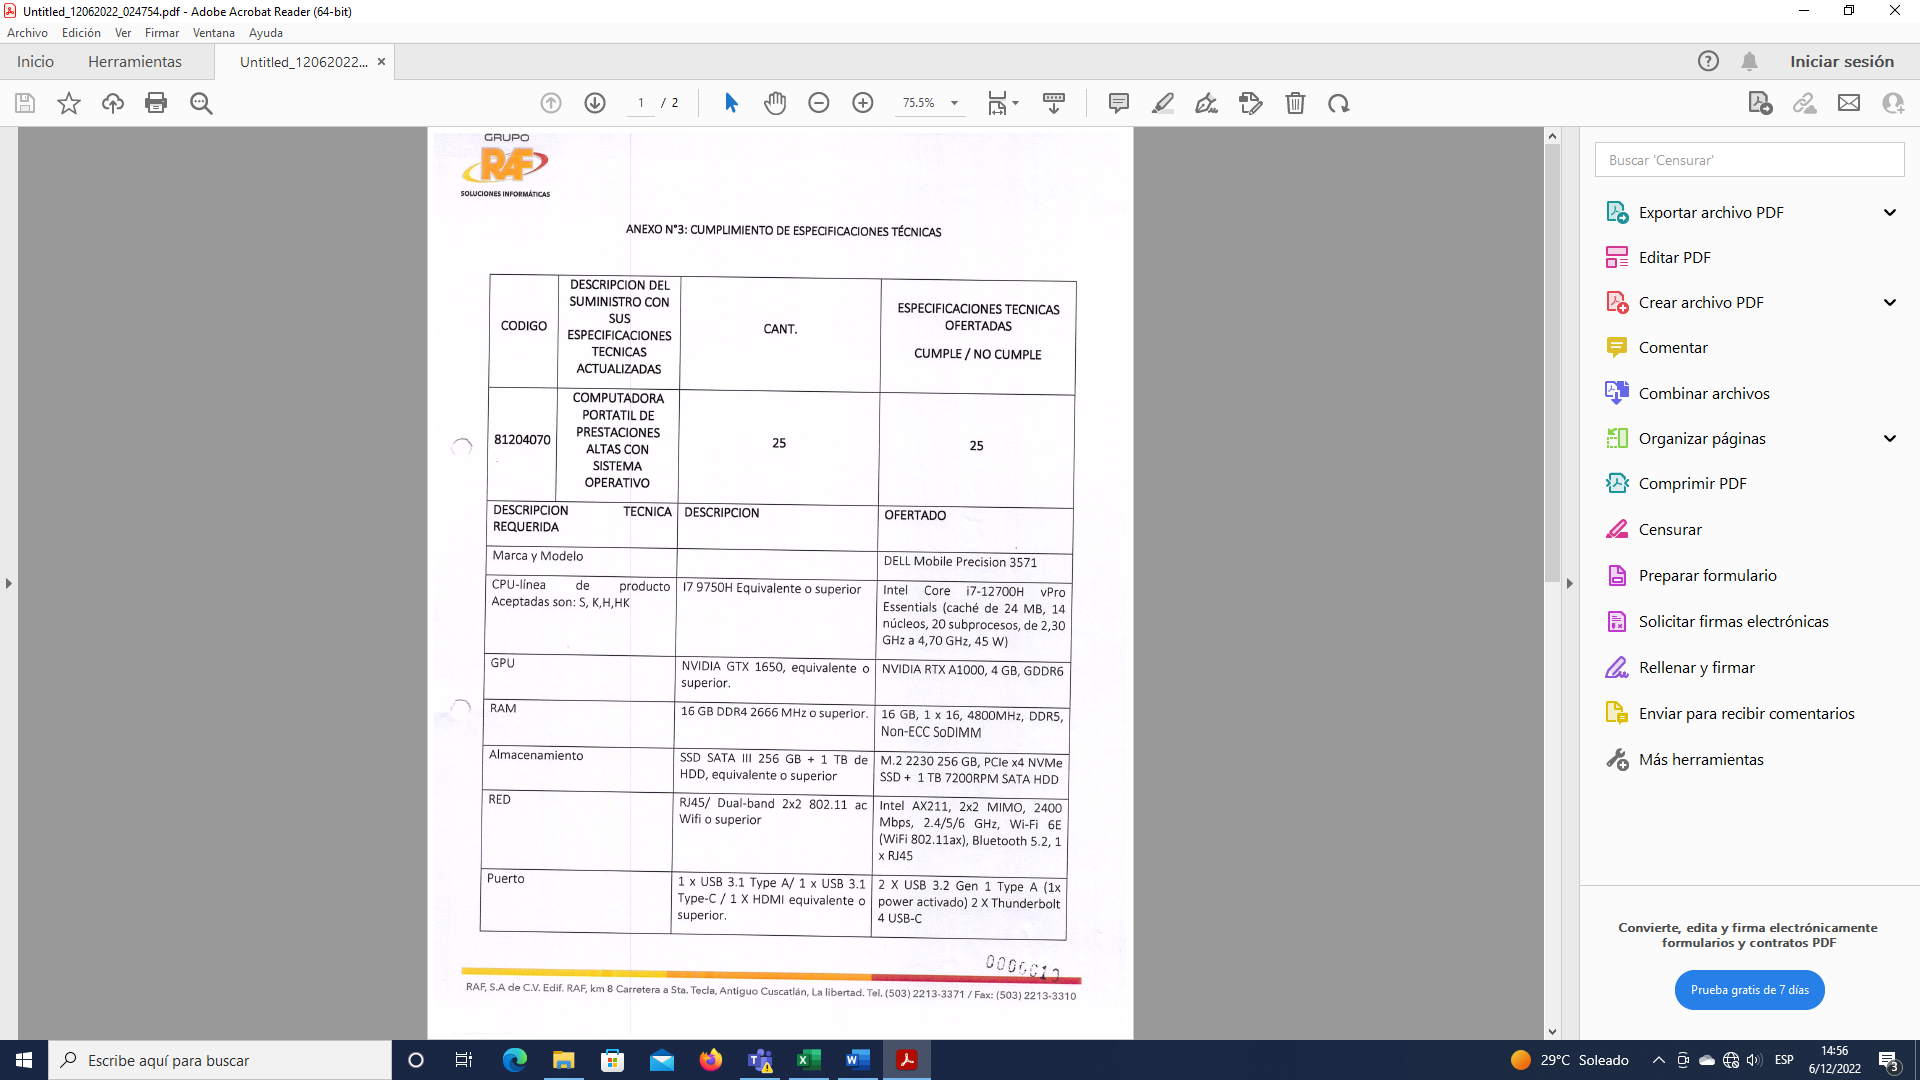 Untitled_12062022_024754.pdf - Adobe Acrobat Reader (64-bit)
Archivo Edición Ver Firmar Ventana Ayuda
Inicio Herramientas Untitled_12062022... × Iniciar sesión
1 / 2 75.5%
GRUPO
RAF
SOLUCIONES INFORMÁTICAS
ANEXO N°3: CUMPLIMIENTO DE ESPECIFICACIONES TÉCNICAS
CODIGO
DESCRIPCION DEL
SUMINISTRO CON
SUS
ESPECIFICACIONES
TECNICAS
ACTUALIZADAS
CANT.
ESPECIFICACIONES TECNICAS
OFERTADAS
CUMPLE / NO CUMPLE
81204070
COMPUTADORA
PORTATIL DE
PRESTACIONES
ALTAS CON
SISTEMA
OPERATIVO
25
25
DESCRIPCION TECNICA
REQUERIDA
DESCRIPCION
OFERTADO
Marca y Modelo
DELL Mobile Precision 3571
CPU-línea de producto
Aceptadas son: S, K,H,HK
I7 9750H Equivalente o superior
Intel Core i7-12700H vPro
Essentials (caché de 24 MB, 14
núcleos, 20 subprocesos, de 2,30
GHz a 4,70 GHz, 45 W)
GPU
NVIDIA GTX 1650, equivalente o
superior.
NVIDIA RTX A1000, 4 GB, GDDR6
RAM
16 GB DDR4 2666 MHz o superior.
16 GB, 1 x 16, 4800MHz, DDR5,
Non-ECC SoDIMM
Almacenamiento
SSD SATA III 256 GB + 1 TB de
HDD, equivalente o superior
M.2 2230 256 GB, PCIe x4 NVMe
SSD + 1 TB 7200RPM SATA HDD
RED
RJ45/ Dual-band 2x2 802.11 ac
Wifi o superior
Intel AX211, 2x2 MIMO, 2400
Mbps, 2.4/5/6 GHz, Wi-Fi 6E
(WiFi 802.11ax), Bluetooth 5.2, 1
x RJ45
Puerto
1 x USB 3.1 Type A/ 1 x USB 3.1
Type-C / 1 X HDMI equivalente o
superior.
2 X USB 3.2 Gen 1 Type A (1x
power activado) 2 X Thunderbolt
4 USB-C
RAF, S.A de C.V. Edif. RAF, km 8 Carretera a Sta. Tecla, Antiguo Cuscatlán, La libertad. Tel. (503) 2213-3371 / Fax: (503) 2213-3310
Buscar 'Censurar'
Exportar archivo PDF
Editar PDF
Crear archivo PDF
Comentar
Combinar archivos
Organizar páginas
Comprimir PDF
Censurar
Preparar formulario
Solicitar firmas electrónicas
Rellenar y firmar
Enviar para recibir comentarios
Más herramientas
Convierte, edita y firma electrónicamente
formularios y contratos PDF
Prueba gratis de 7 días
Escribe aquí para buscar
29°C Soleado
ESP
14:56
6/12/2022
3